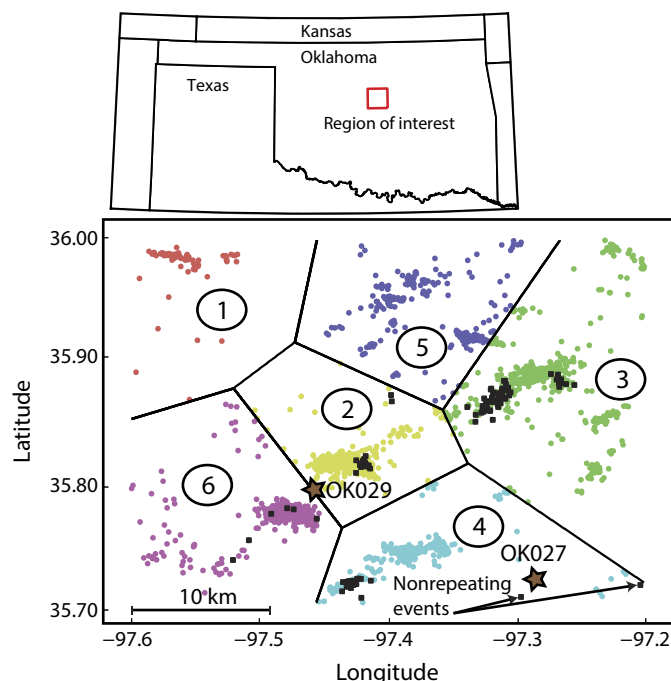 Kansas
Oklahoma
Texas
Region of interest
36.00
35.90
35.80
35.70
Latitude
1
5
3
2
6
OK029
4
OK027
Nonrepeating
events
10 km
−97.6
−97.5
−97.4
−97.3
−97.2
Longitude